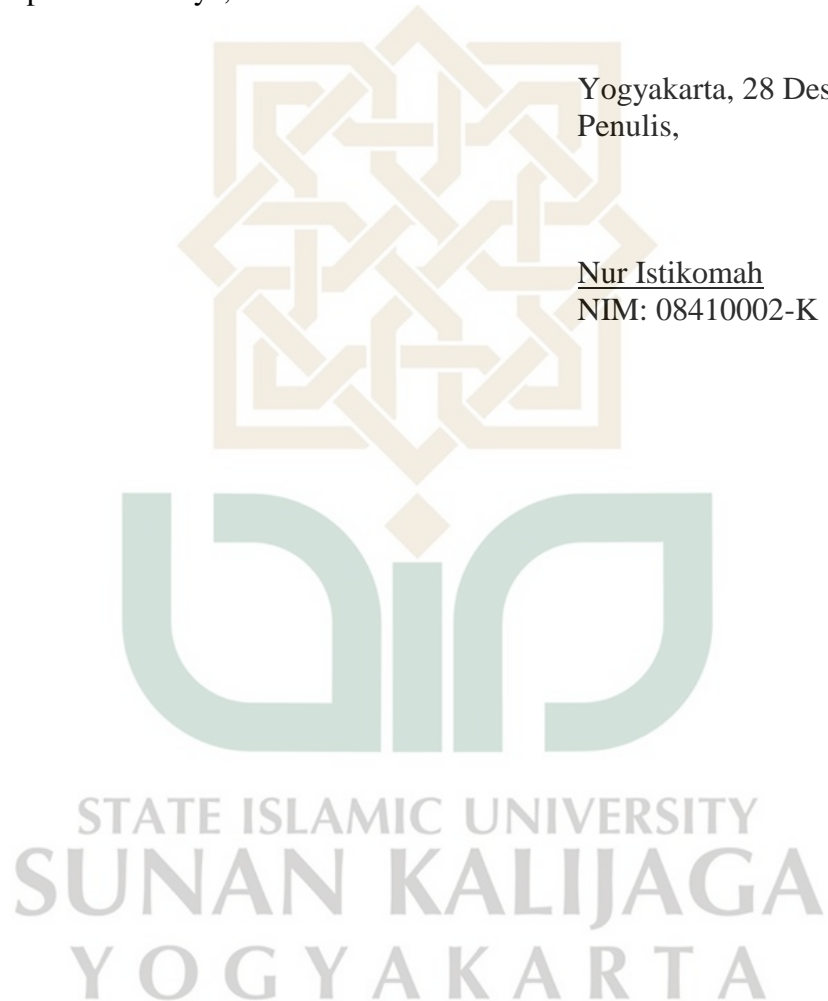 Yogyakarta, 28 Des
Penulis,
Nur Istikomah
NIM: 08410002-K
STATE ISLAMIC UNIVERSITY
SUNAN KALIJAGA
YOGYAKARTA